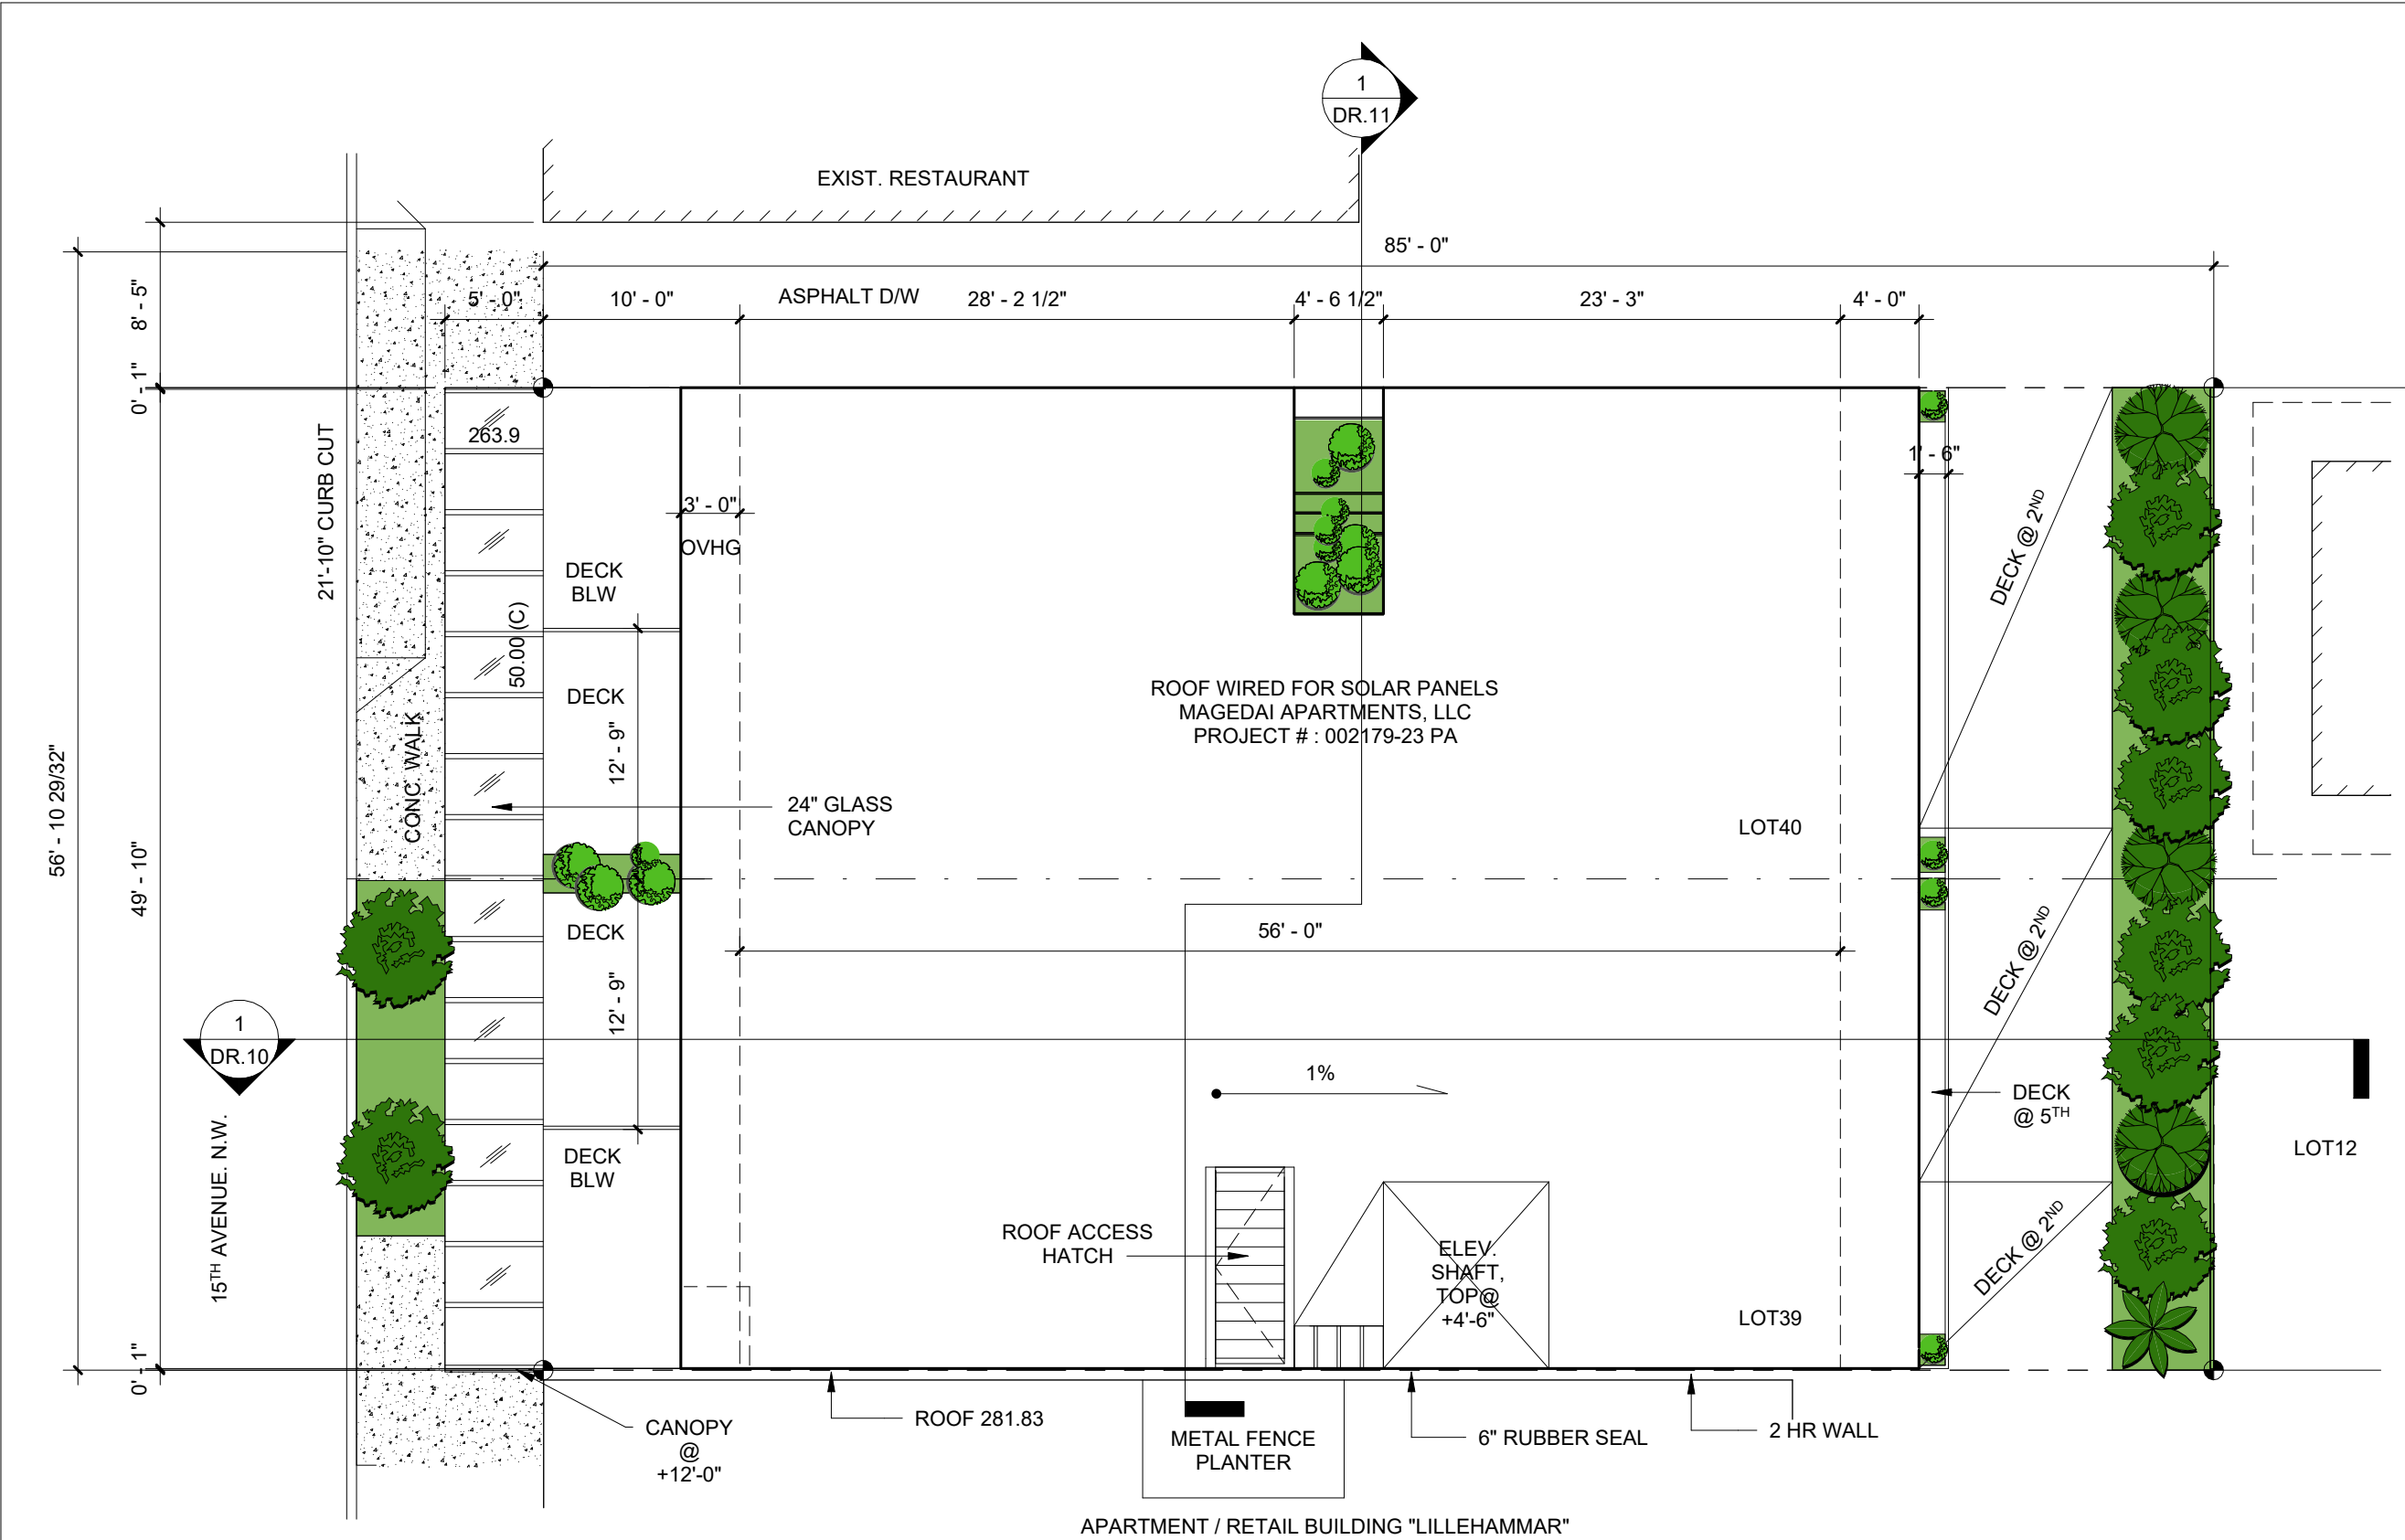 1
DR.11
EXIST. RESTAURANT
85' - 0"
5' - 0"
10' - 0"
ASPHALT D/W
28' - 2 1/2"
4' - 6 1/2"
23' - 3"
4' - 0"
8' - 5"
0' - 1"
263.9
21'-10" CURB CUT
1' - 6"
3' - 0"
OVHG
DECK
BLW
DECK @ 2ND
50.00 (C)
DECK
ROOF WIRED FOR SOLAR PANELS
MAGEDAI APARTMENTS, LLC
PROJECT # : 002179-23 PA
12' - 9"
CONC. WALK
24" GLASS
CANOPY
56' - 10 29/32"
49' - 10"
LOT40
DECK
56' - 0"
DECK @ 2ND
12' - 9"
1
DR.10
1%
DECK
@ 5TH
15TH AVENUE. N.W.
DECK
BLW
LOT12
ROOF ACCESS
HATCH
ELEV.
SHAFT,
TOP@
+4'-6"
DECK @ 2ND
LOT39
0' - 1"
CANOPY
@
+12'-0"
ROOF 281.83
METAL FENCE
PLANTER
6" RUBBER SEAL
2 HR WALL
APARTMENT / RETAIL BUILDING "LILLEHAMMAR"